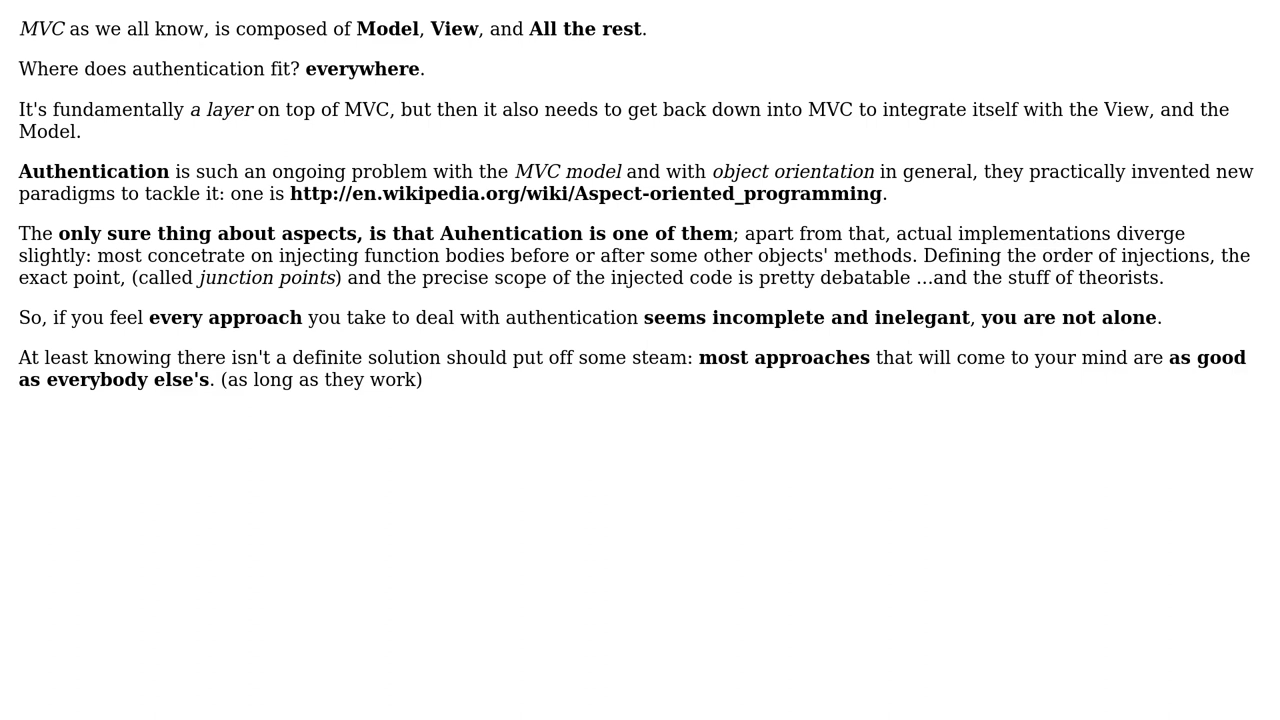 MVC as we all know, is composed of Model, View, and All the rest.
Where does authentication fit? everywhere.
It's fundamentally a layer on top of MVC, but then it also needs to get back down into MVC to integrate itself with the View, and the
Model.
Authentication is such an ongoing problem with the MVC model and with object orientation in general, they practically invented new
paradigms to tackle it: one is http://en.wikipedia.org/wiki/Aspect-oriented_programming.
The only sure thing about aspects, is that Auhentication is one of them; apart from that, actual implementations diverge
slightly: most concetrate on injecting function bodies before or after some other objects' methods. Defining the order of injections, the
exact point, (called junction points) and the precise scope of the injected code is pretty debatable ...and the stuff of theorists.
So, if you feel every approach you take to deal with authentication seems incomplete and inelegant, you are not alone.
At least knowing there isn't a definite solution should put off some steam: most approaches that will come to your mind are as good
as everybody else's. (as long as they work)